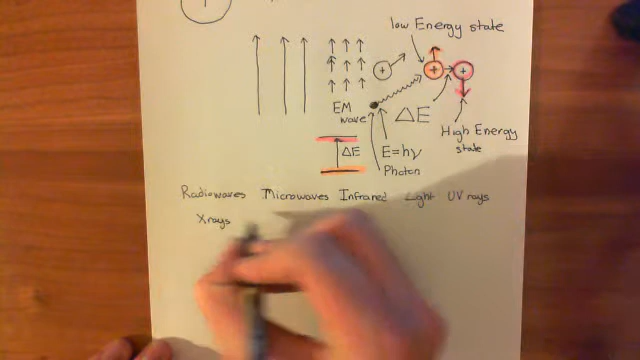 low Energy state
+
+
+
EM
wave
ΔE
High Energy
state
ΔE
E=hν
Photon
Radiowaves Microwaves Infrared Light UV rays
Xrays